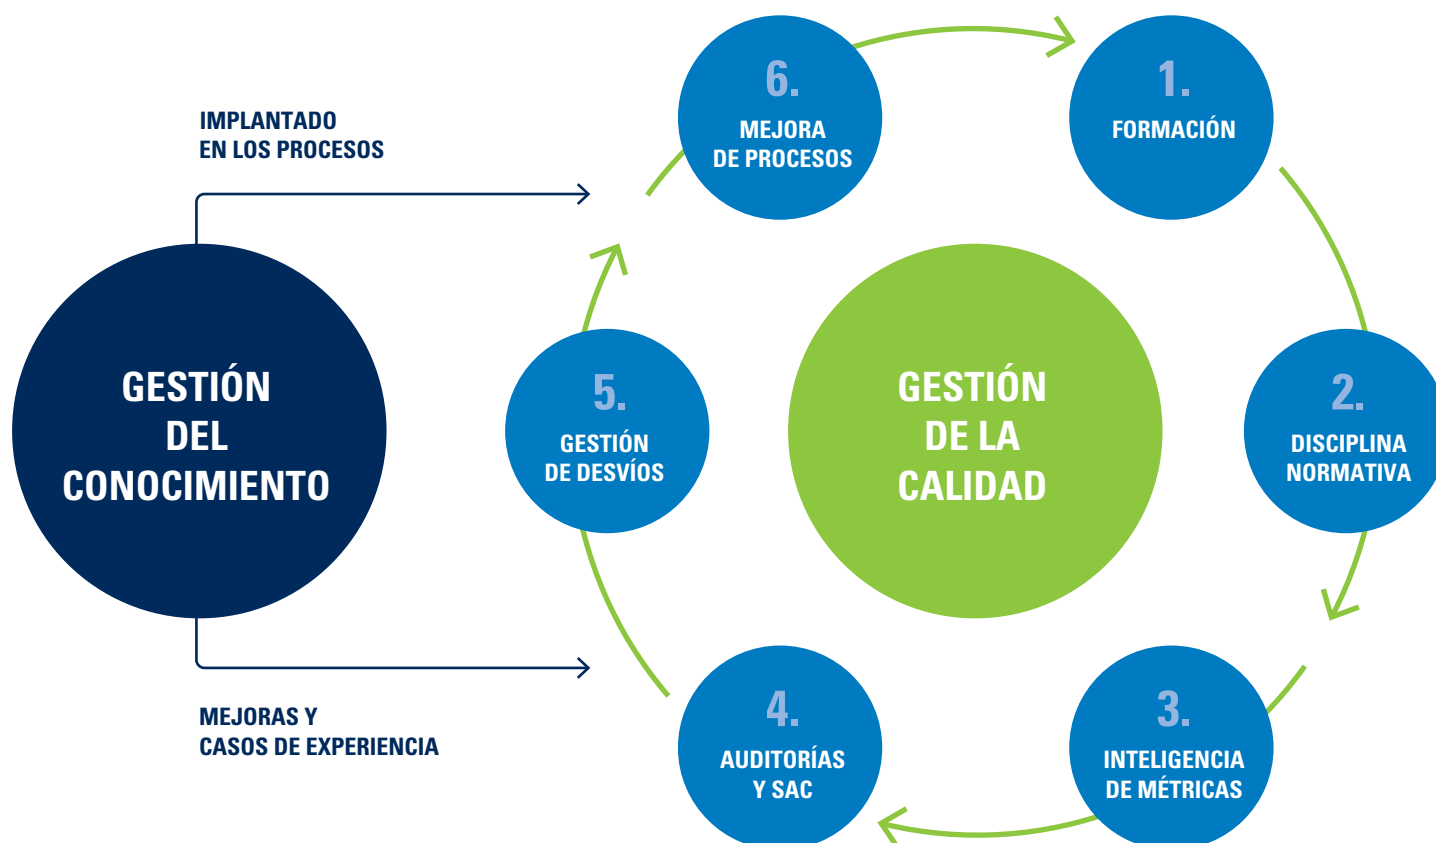 IMPLANTADO
EN LOS PROCESOS
GESTIÓN
DEL
CONOCIMIENTO
MEJORAS Y
CASOS DE EXPERIENCIA
GESTIÓN
DE LA
CALIDAD
1.
FORMACIÓN
2.
DISCIPLINA
NORMATIVA
3.
INTELIGENCIA
DE MÉTRICAS
4.
AUDITORÍAS
Y SAC
5.
GESTIÓN
DE DESVÍOS
6.
MEJORA
DE PROCESOS